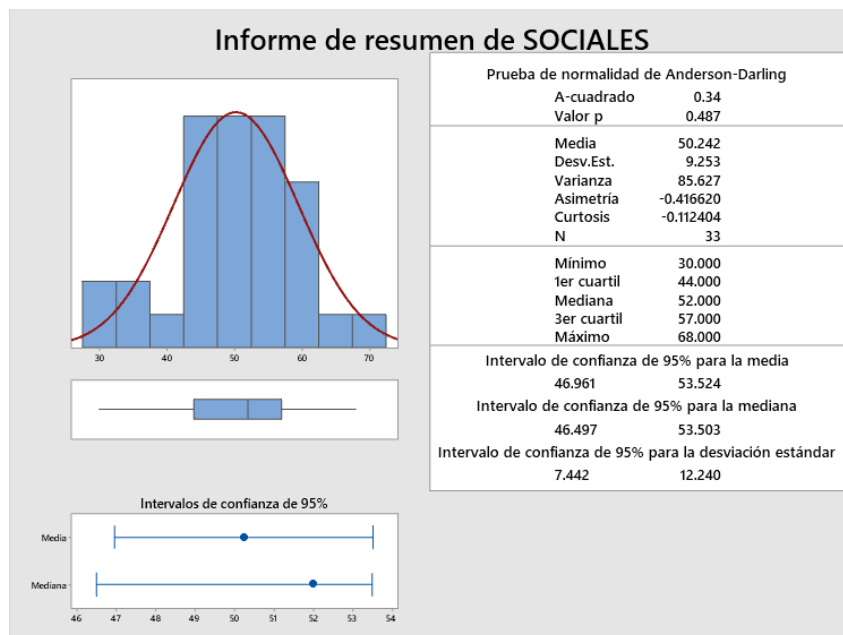 Informe de resumen de SOCIALES
Prueba de normalidad de Anderson-Darling
A-cuadrado 0.34
Valor p 0.487
Media 50.242
Desv.Est. 9.253
Varianza 85.627
Asimetría -0.416620
Curtosis -0.112404
N 33
Mínimo 30.000
1er cuartil 44.000
Mediana 52.000
3er cuartil 57.000
Máximo 68.000
Intervalo de confianza de 95% para la media
46.961 53.524
Intervalo de confianza de 95% para la mediana
46.497 53.503
Intervalo de confianza de 95% para la desviación estándar
7.442 12.240
30 40 50 60 70
Intervalos de confianza de 95%
Media
Mediana
46 47 48 49 50 51 52 53 54